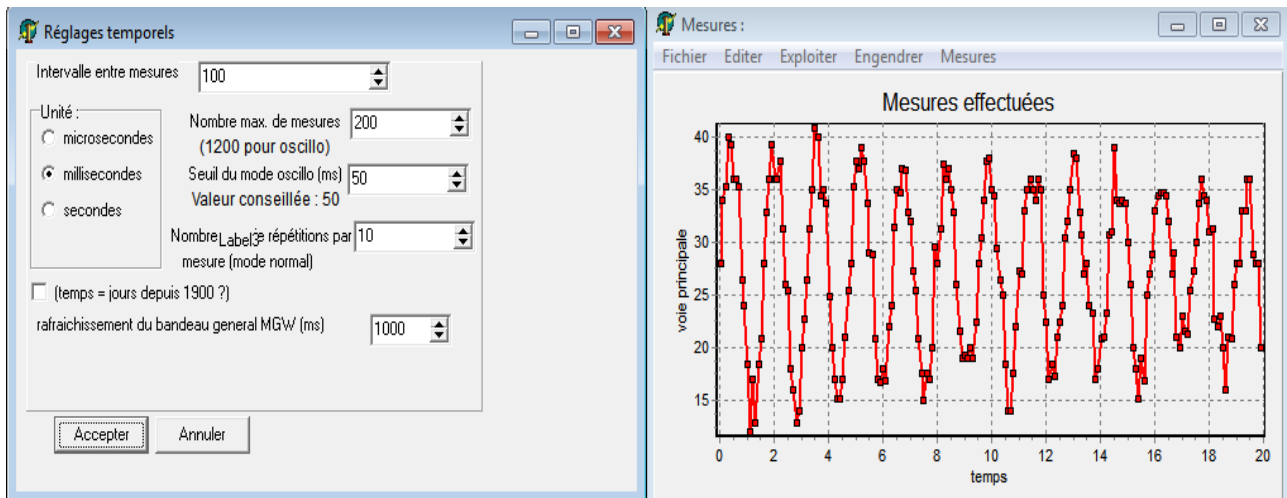 Réglages temporels
Intervalle entre mesures 100
Unité :
microsecondes
millisecondes
secondes
Nombre max. de mesures 200
(1200 pour oscillo)
Seuil du mode oscillo (ms) 50
Valeur conseillée : 50
Nombre Label3e répétitions par 10
mesure (mode normal)
(temps = jours depuis 1900 ?)
rafraichissement du bandeau general MGW (ms) 1000
Accepter Annuler
Mesures :
Fichier Editer Exploiter Engendrer Mesures
Mesures effectuées
voie principale
40
35
30
25
20
15
0 2 4 6 8 10 12 14 16 18 20
temps